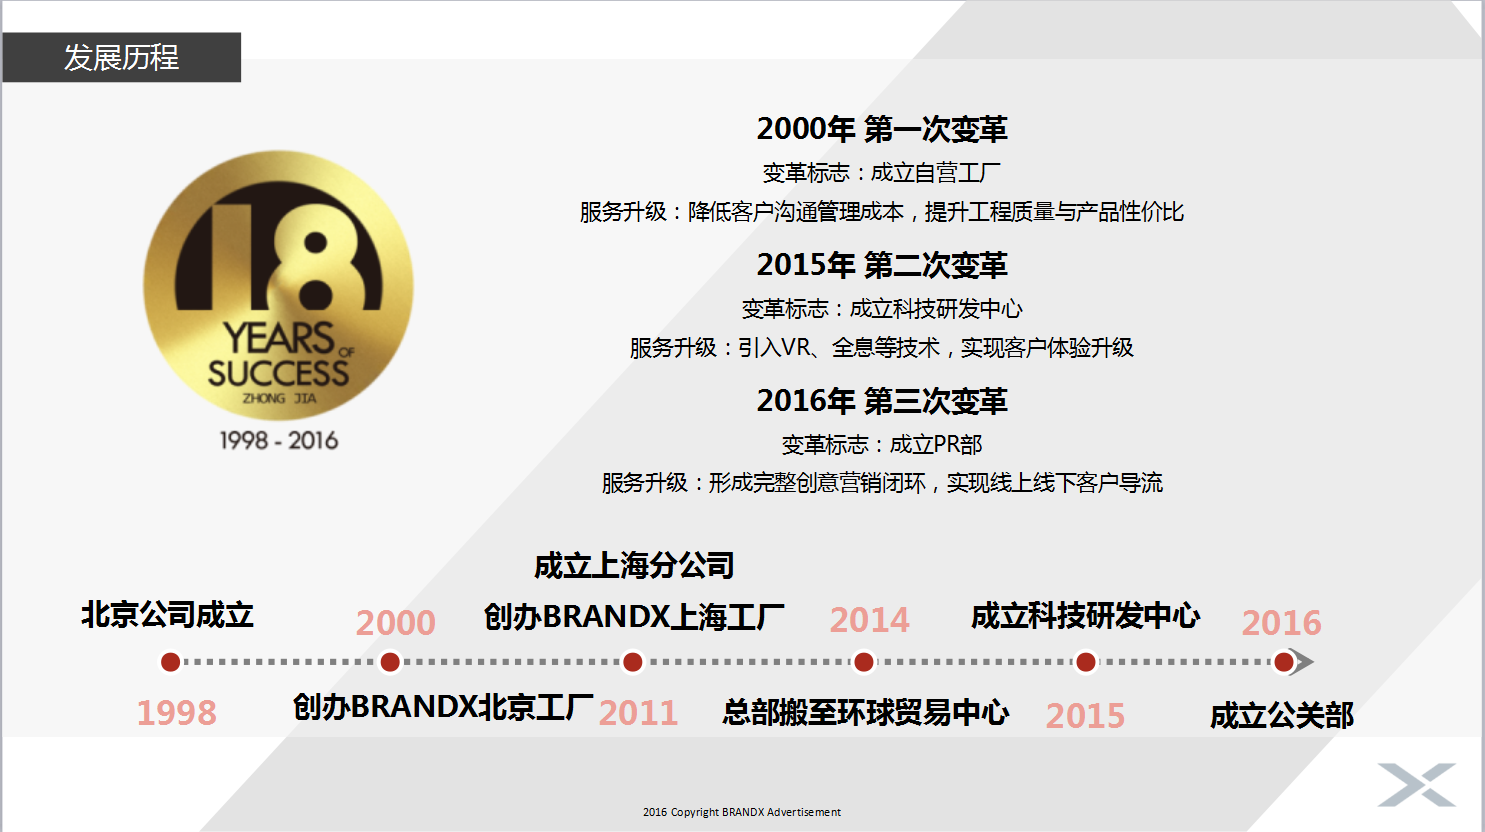 发展历程
18
YEARS OF
SUCCESS
ZHONG JIA
1998 - 2016
2000年 第一次变革
变革标志：成立自营工厂
服务升级：降低客户沟通管理成本，提升工程质量与产品性价比
2015年 第二次变革
变革标志：成立科技研发中心
服务升级：引入VR、全息等技术，实现客户体验升级
2016年 第三次变革
变革标志：成立PR部
服务升级：形成完整创意营销闭环，实现线上线下客户导流
北京公司成立
1998
2000
创办BRANDX北京工厂
成立上海分公司
创办BRANDX上海工厂
2011
2014
总部搬至环球贸易中心
成立科技研发中心
2015
2016
成立公关部
2016 Copyright BRANDX Advertisement